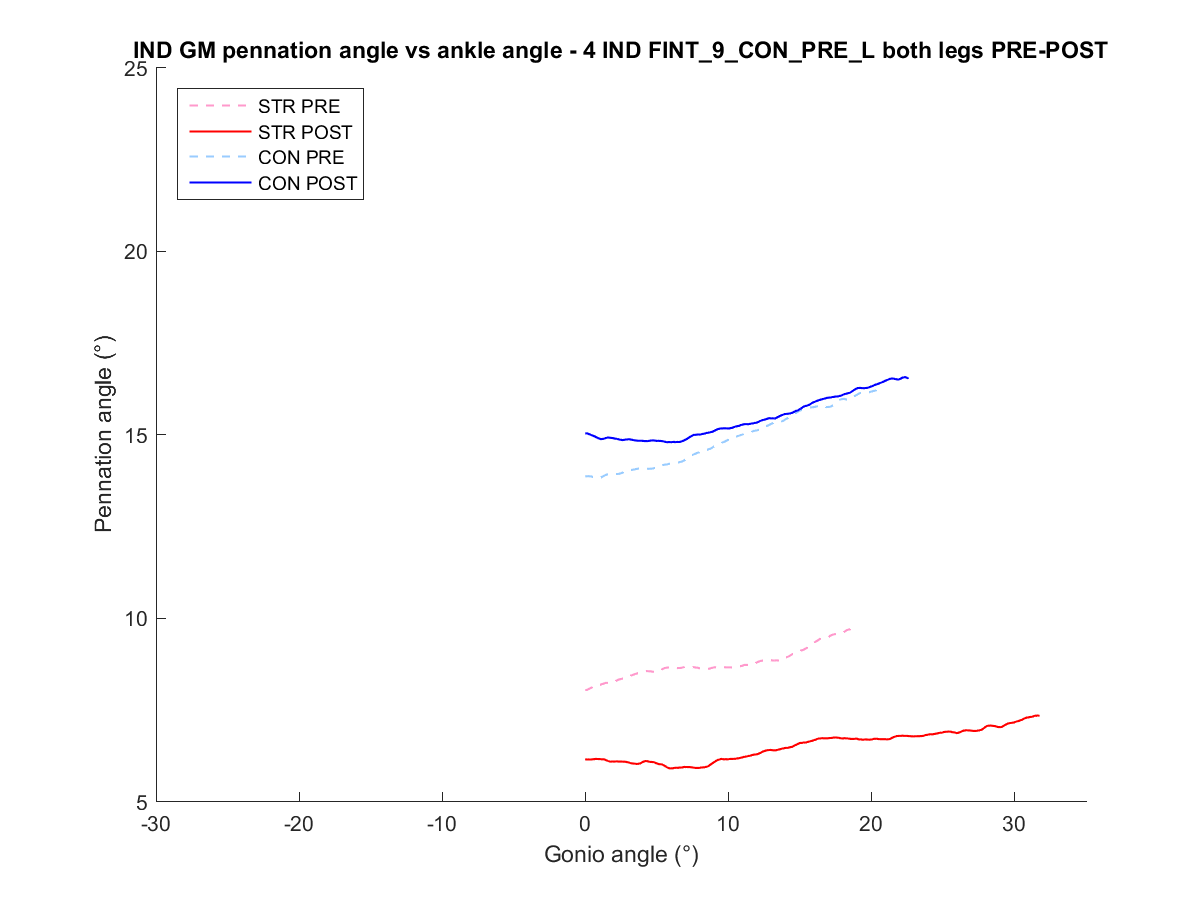 IND GM pennation angle vs ankle angle - 4 IND FINT_9_CON_PRE_L both legs PRE-POST
25
STR PRE
STR POST
CON PRE
CON POST
20
15
10
5
Pennation angle (°)
-30
-20
-10
0
10
20
30
Gonio angle (°)